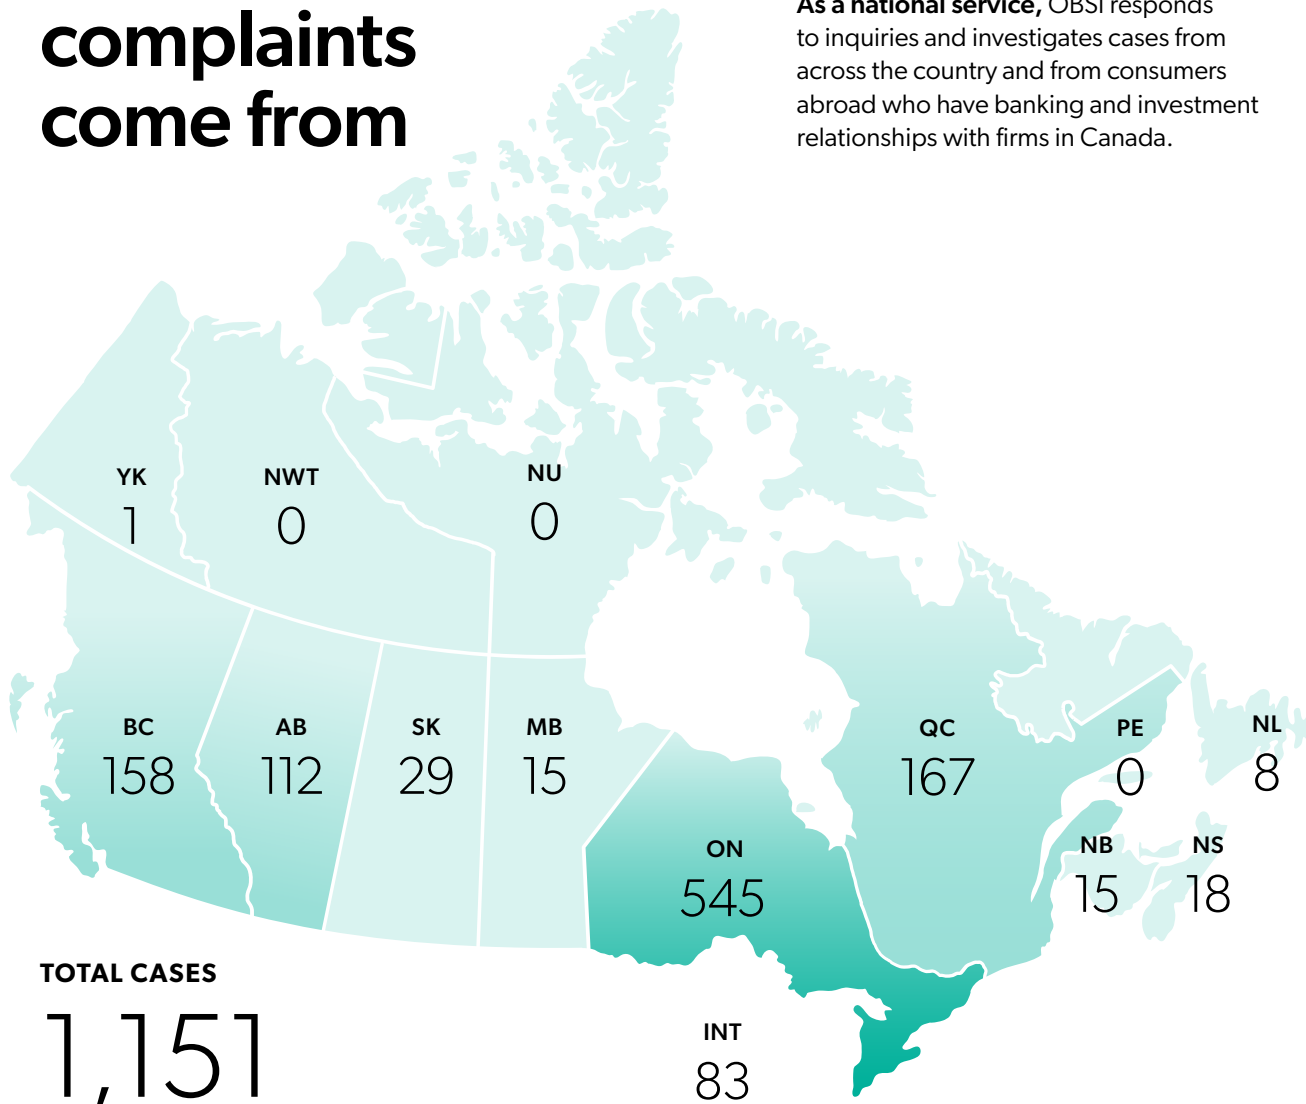 complaints
come from
As a national service, OBSI responds
to inquiries and investigates cases from
across the country and from consumers
abroad who have banking and investment
relationships with firms in Canada.
YK
1
NWT
0
NU
0
BC
158
AB
112
SK
29
MB
15
ON
545
QC
167
PE
0
NL
8
NB
15
NS
18
TOTAL CASES
1,151
INT
83